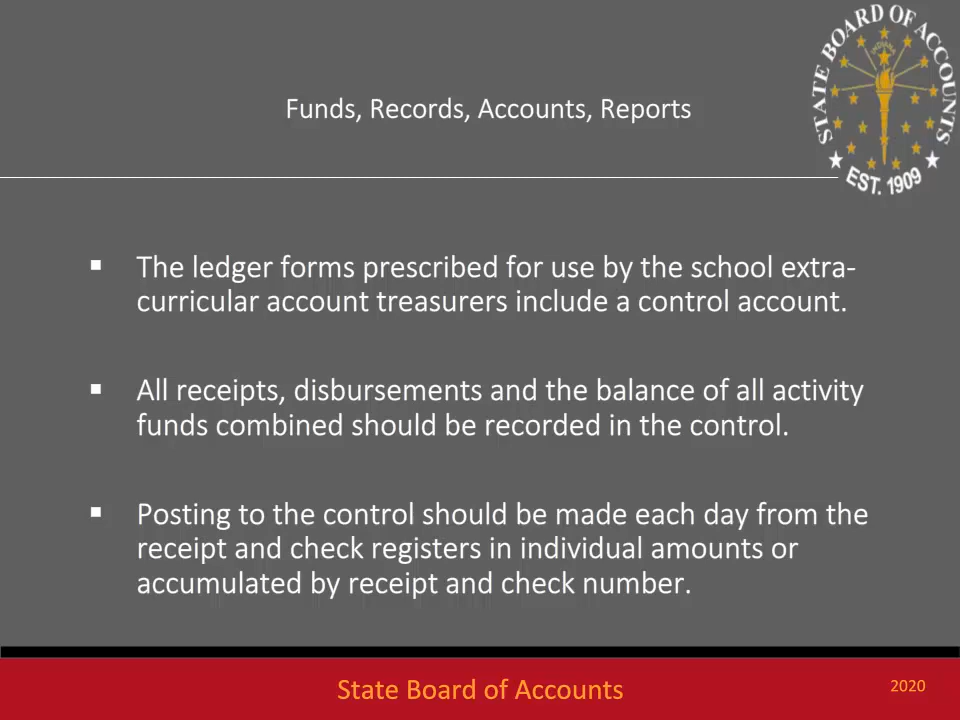 STATE BOARD OF ACCOUNTS
INDIANA
EST. 1909
Funds, Records, Accounts, Reports
▪ The ledger forms prescribed for use by the school extra-
curricular account treasurers include a control account.
▪ All receipts, disbursements and the balance of all activity
funds combined should be recorded in the control.
▪ Posting to the control should be made each day from the
receipt and check registers in individual amounts or
accumulated by receipt and check number.
State Board of Accounts
2020